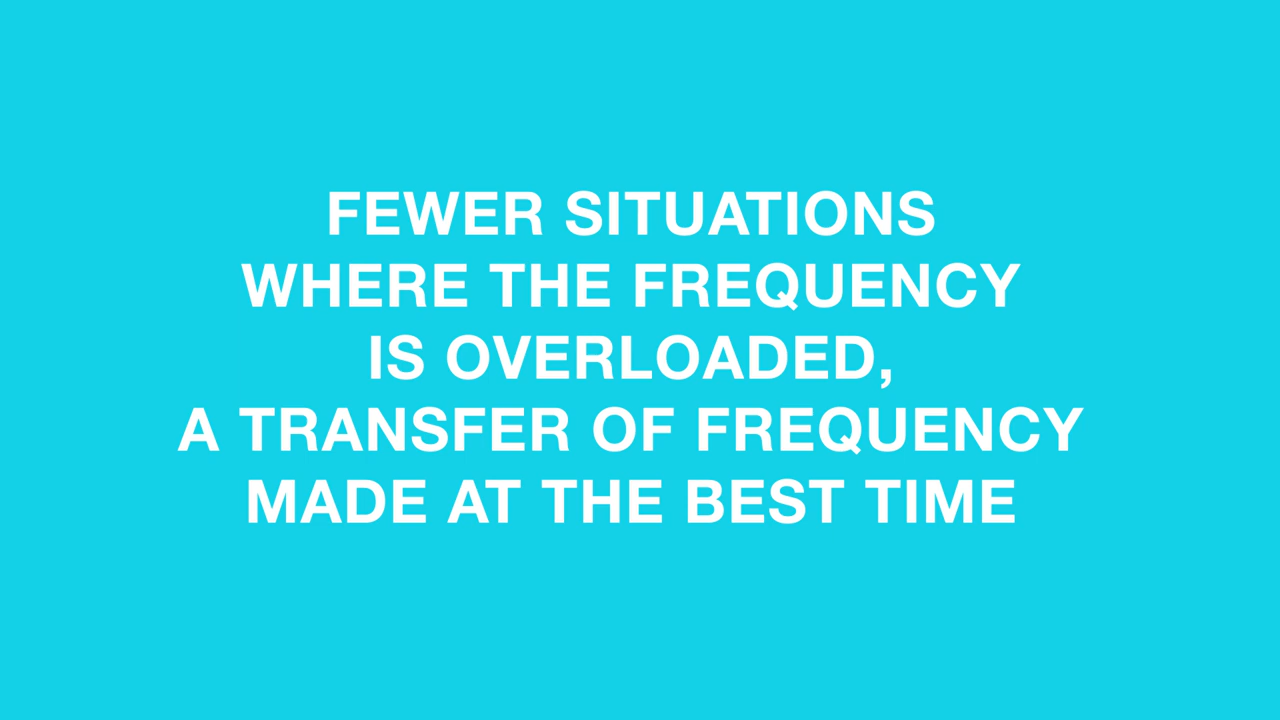 FEWER SITUATIONS
WHERE THE FREQUENCY
IS OVERLOADED,
A TRANSFER OF FREQUENCY
MADE AT THE BEST TIME